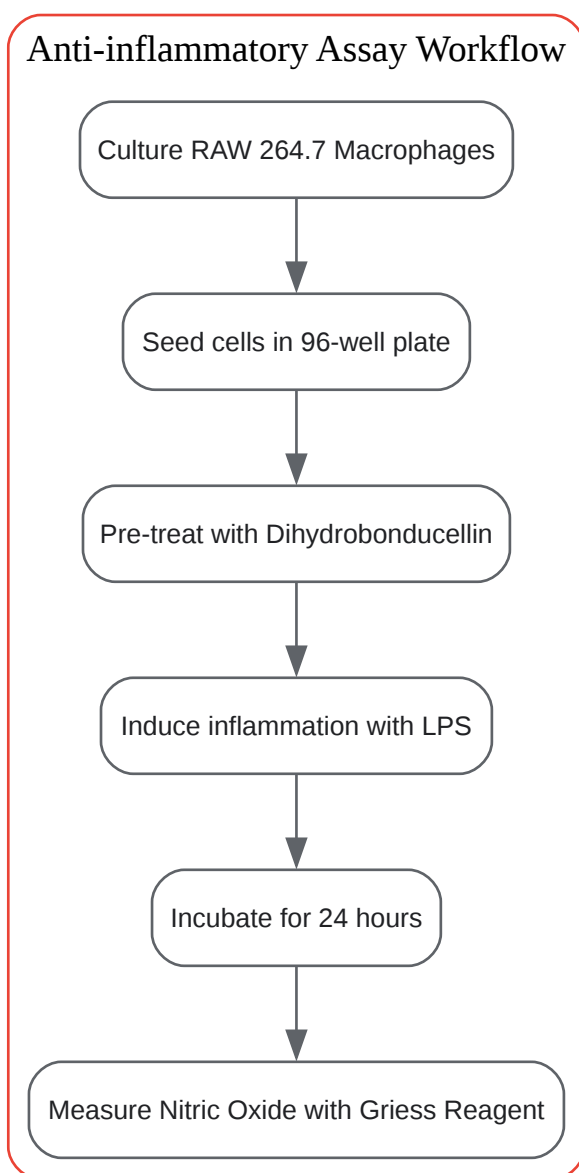 Anti-inflammatory Assay Workflow
Culture RAW 264.7 Macrophages
Seed cells in 96-well plate
Pre-treat with Dihydrobonducellin
Induce inflammation with LPS
Incubate for 24 hours
Measure Nitric Oxide with Griess Reagent